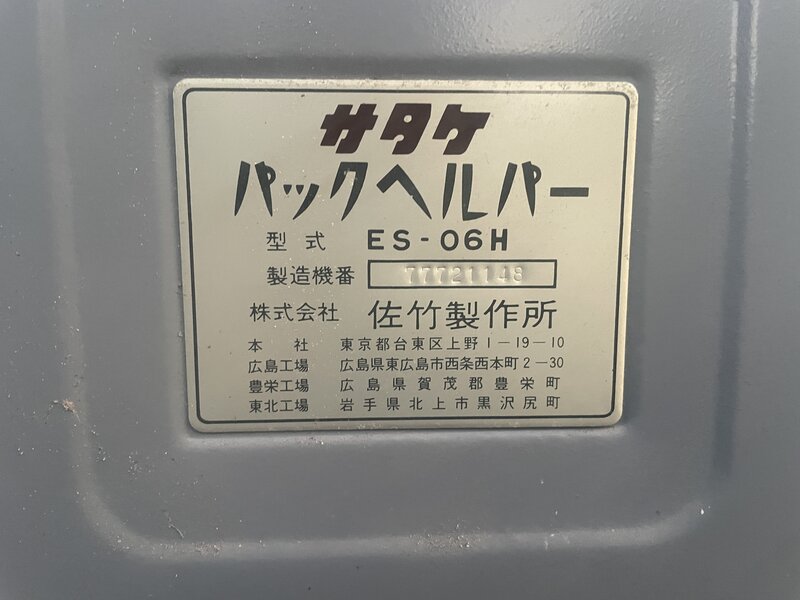 サタケ
パックヘルパー
型式 ES-06H
製造機番 77721148
株式会社 佐竹製作所
本社 東京都台東区上野1-19-10
広島工場 広島県東広島市西条西本町2-30
豊栄工場 広島県賀茂郡豊栄町
東北工場 岩手県北上市黒沢尻町